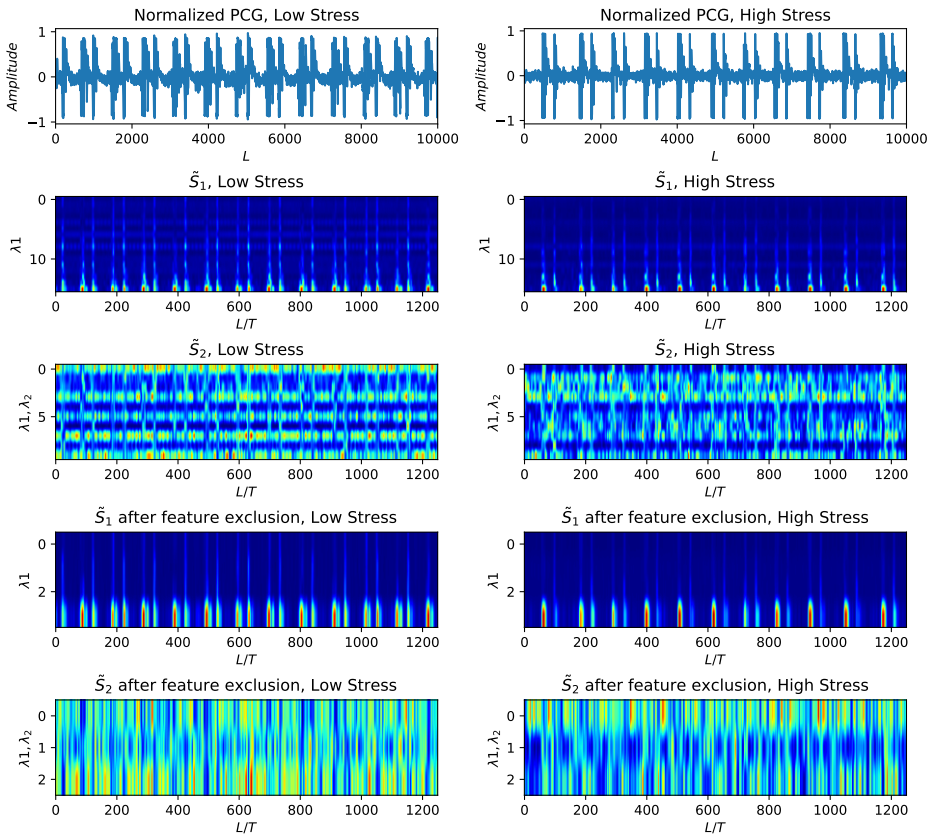 Normalized PCG, Low Stress
Normalized PCG, High Stress
Amplitude
1
0
−1
0 2000 4000 6000 8000 10000
L
Amplitude
1
0
−1
0 2000 4000 6000 8000 10000
L
S̃₁, Low Stress
S̃₁, High Stress
λ1
0
10
0 200 400 600 800 1000 1200
L/T
λ1
0
10
0 200 400 600 800 1000 1200
L/T
S̃₂, Low Stress
S̃₂, High Stress
λ1, λ₂
0
5
0 200 400 600 800 1000 1200
L/T
λ1, λ₂
0
5
0 200 400 600 800 1000 1200
L/T
S̃₁ after feature exclusion, Low Stress
S̃₁ after feature exclusion, High Stress
λ1
0
2
0 200 400 600 800 1000 1200
L/T
λ1
0
2
0 200 400 600 800 1000 1200
L/T
S̃₂ after feature exclusion, Low Stress
S̃₂ after feature exclusion, High Stress
λ1, λ₂
0
1
2
0 200 400 600 800 1000 1200
L/T
λ1, λ₂
0
1
2
0 200 400 600 800 1000 1200
L/T